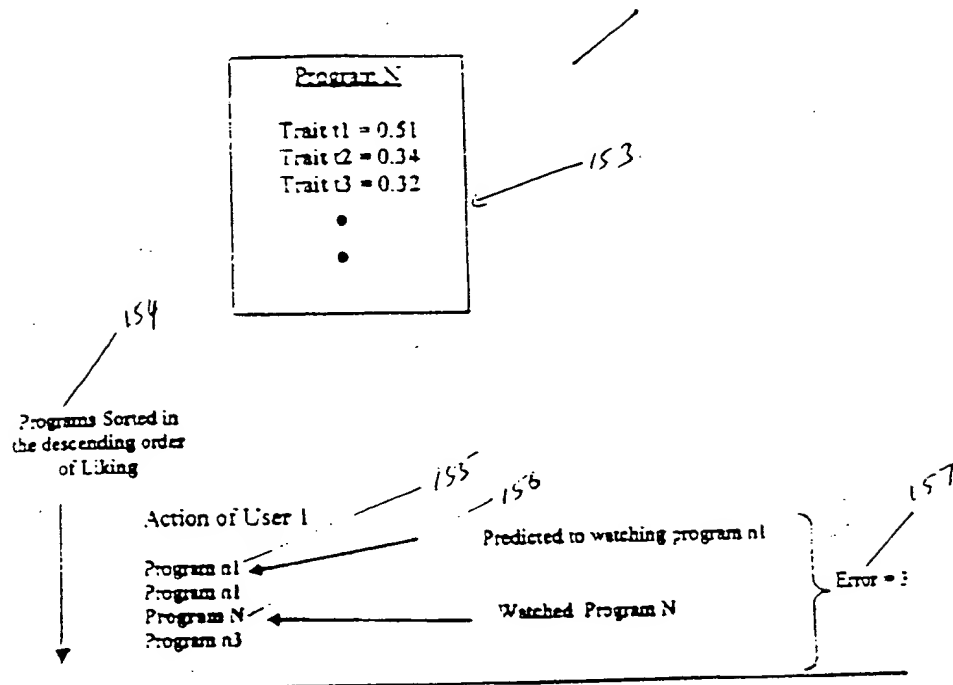 Program N
Trait t1 = 0.51
Trait t2 = 0.34
Trait t3 = 0.32
153
154
Programs Sorted in
the descending order
of Liking
155
156
157
Action of User 1
Predicted to watching program n1
Program n1
Program n1
Error = 3
Program N
Watched Program N
Program n3